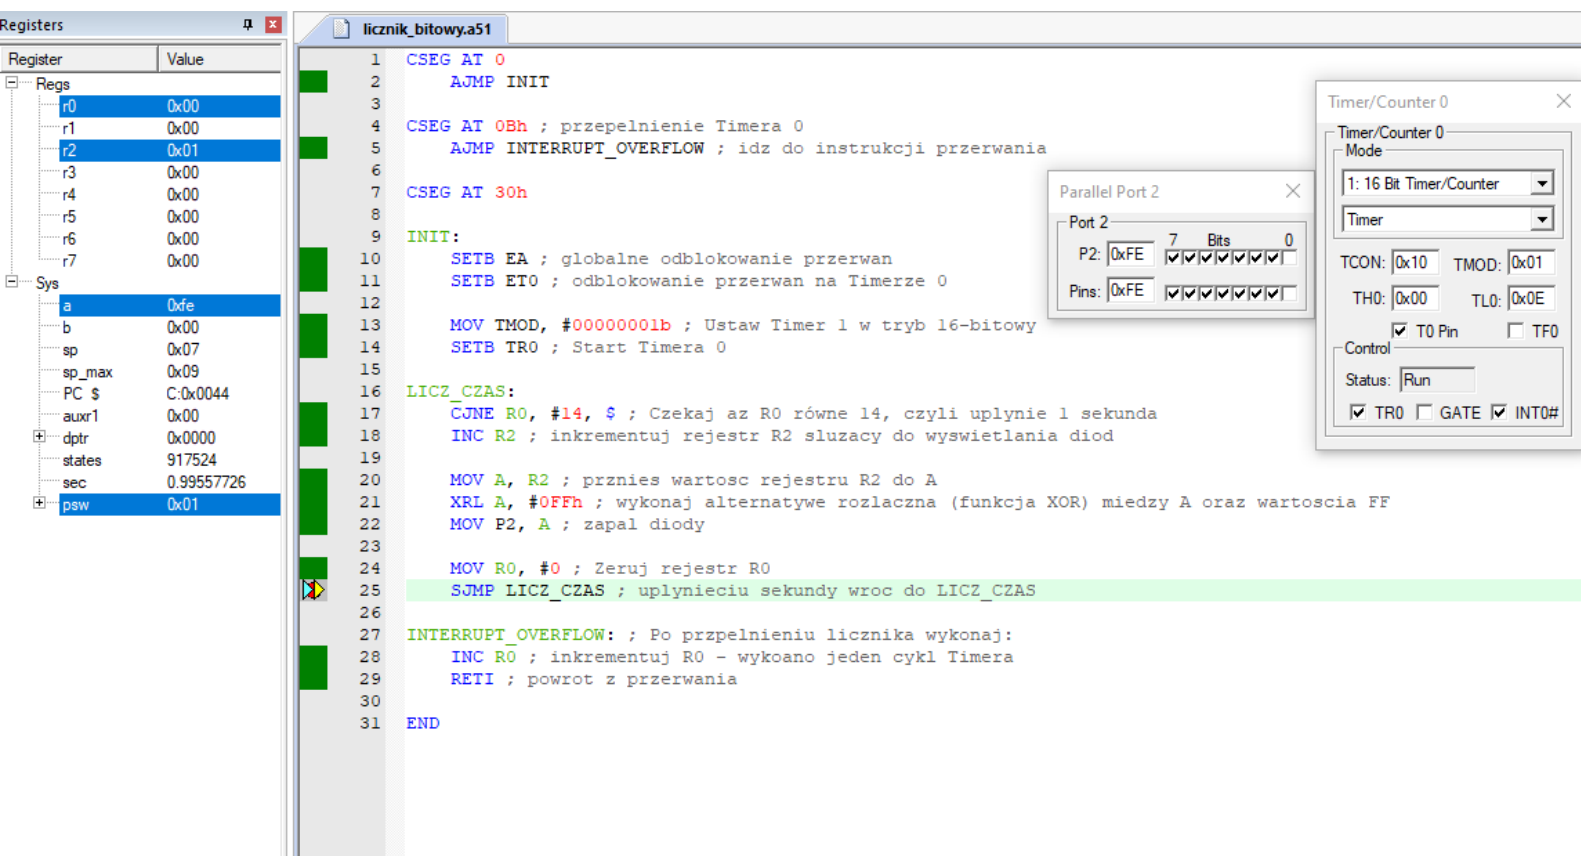 Registers
Register Value
Regs
r0 0x00
r1 0x00
r2 0x01
r3 0x00
r4 0x00
r5 0x00
r6 0x00
r7 0x00
Sys
a 0xfe
b 0x00
sp 0x07
sp_max 0x09
PC $ C:0x0044
auxr1 0x00
dptr 0x0000
states 917524
sec 0.99557726
psw 0x01
licznik_bitowy.a51
1 CSEG AT 0
2 AJMP INIT
3
4 CSEG AT 0Bh ; przepelnienie Timera 0
5 AJMP INTERRUPT_OVERFLOW ; idz do instrukcji przerwania
6
7 CSEG AT 30h
8
9 INIT:
10 SETB EA ; globalne odblokowanie przerwan
11 SETB ET0 ; odblokowanie przerwan na Timerze 0
12
13 MOV TMOD, #00000001b ; Ustaw Timer 1 w tryb 16-bitowy
14 SETB TR0 ; Start Timera 0
15
16 LICZ_CZAS:
17 CJNE R0, #14, $ ; Czekaj az R0 równe 14, czyli uplynie 1 sekunda
18 INC R2 ; inkrementuj rejestr R2 sluzacy do wyswietlania diod
19
20 MOV A, R2 ; prznies wartosc rejestru R2 do A
21 XRL A, #0FFh ; wykonaj alternatywe rozlaczna (funkcja XOR) miedzy A oraz wartoscia FF
22 MOV P2, A ; zapal diody
23
24 MOV R0, #0 ; Zeruj rejestr R0
25 SJMP LICZ_CZAS ; uplynieciu sekundy wroc do LICZ_CZAS
26
27 INTERRUPT_OVERFLOW: ; Po przpelnieniu licznika wykonaj:
28 INC R0 ; inkrementuj R0 - wykoano jeden cykl Timera
29 RETI ; powrot z przerwania
30
31 END
Parallel Port 2
Port 2
7 Bits 0
P2: 0xFE
Pins: 0xFE
Timer/Counter 0
Timer/Counter 0
Mode
1: 16 Bit Timer/Counter
Timer
TCON: 0x10 TMOD: 0x01
TH0: 0x00 TL0: 0x0E
T0 Pin TF0
Control
Status: Run
TR0 GATE INT0#